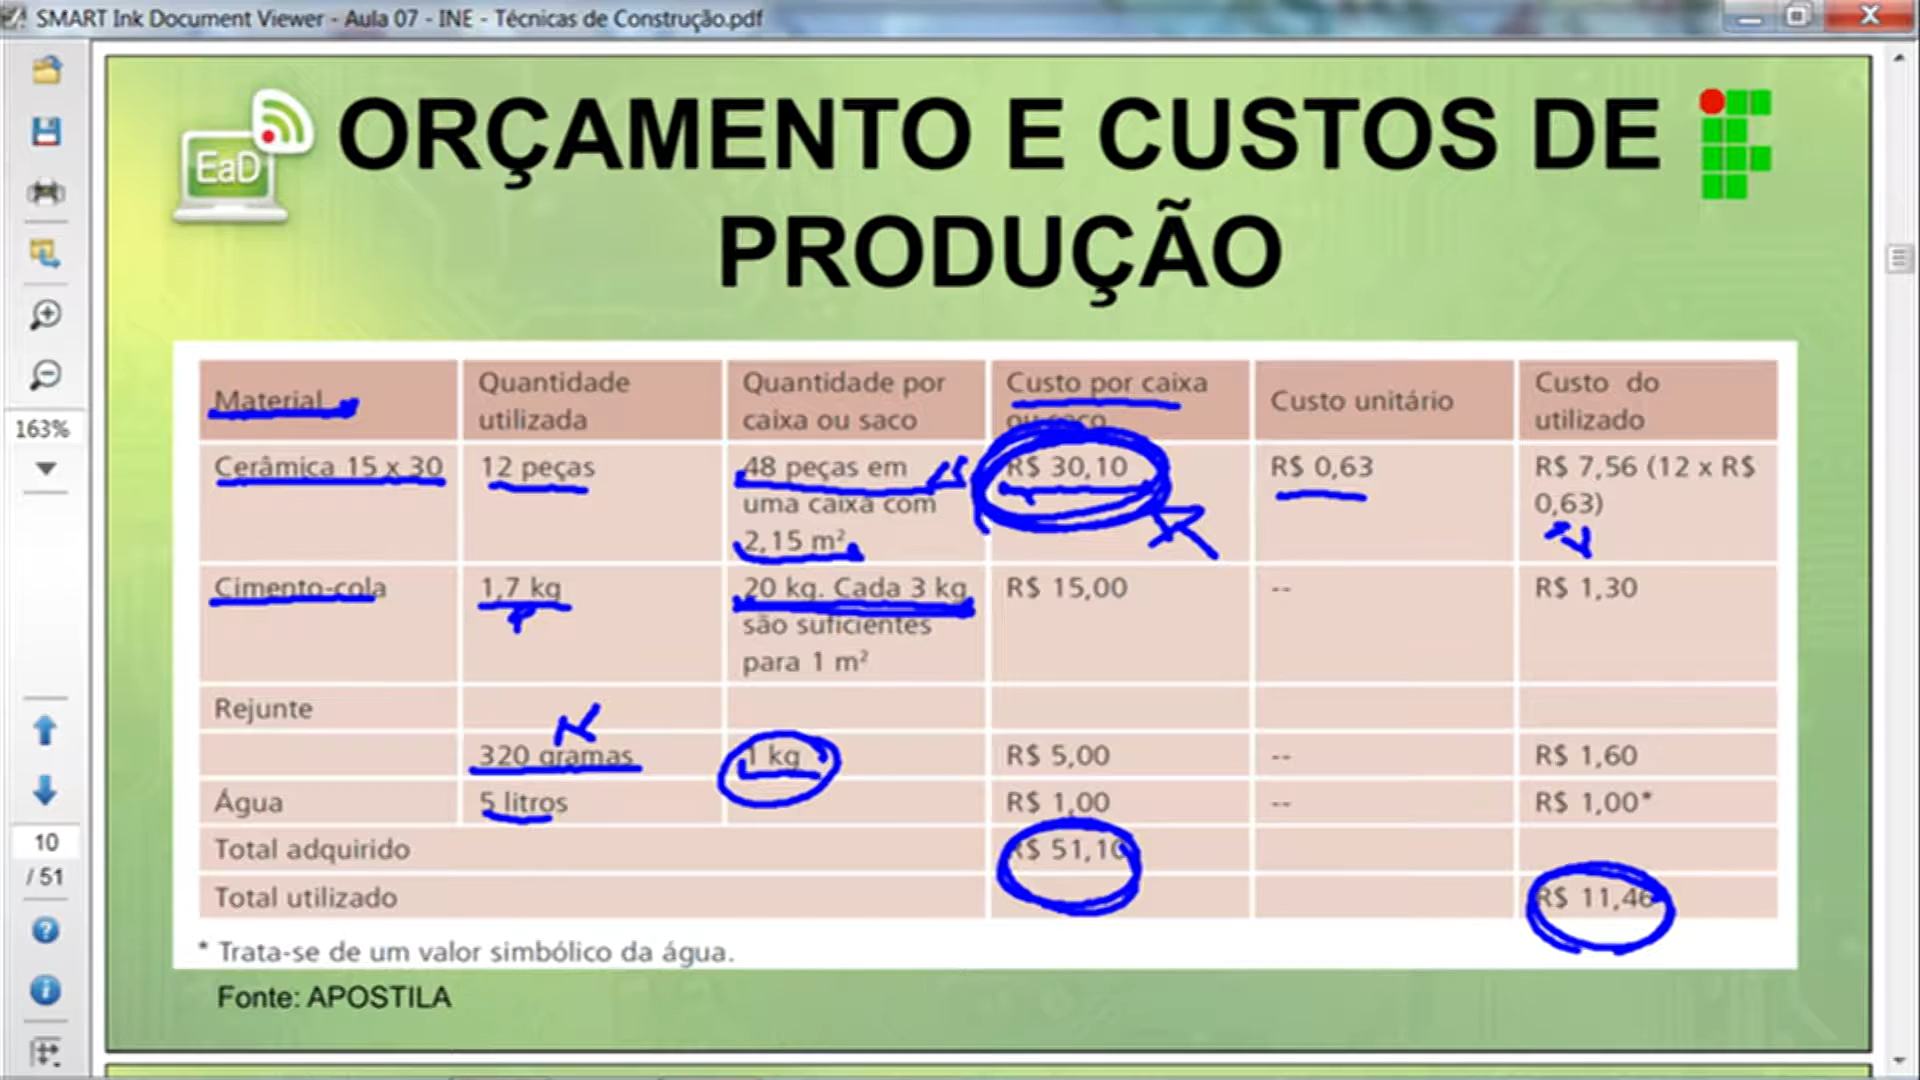 SMART Ink Document Viewer - Aula 07 - INE - Técnicas de Construção.pdf
EaD
ORÇAMENTO E CUSTOS DE
PRODUÇÃO
163%
10
/ 51
Material
Quantidade
utilizada
Quantidade por
caixa ou saco
Custo por caixa
ou saco
Custo unitário
Custo do
utilizado
Cerâmica 15 x 30
12 peças
48 peças em
uma caixa com
2,15 m²
R$ 30,10
R$ 0,63
R$ 7,56 (12 x R$
0,63)
Cimento-cola
1,7 kg
20 kg. Cada 3 kg
são suficientes
para 1 m²
R$ 15,00
--
R$ 1,30
Rejunte
320 gramas
1 kg
R$ 5,00
--
R$ 1,60
Água
5 litros
R$ 1,00
--
R$ 1,00*
Total adquirido
R$ 51,10
Total utilizado
R$ 11,46
* Trata-se de um valor simbólico da água.
Fonte: APOSTILA